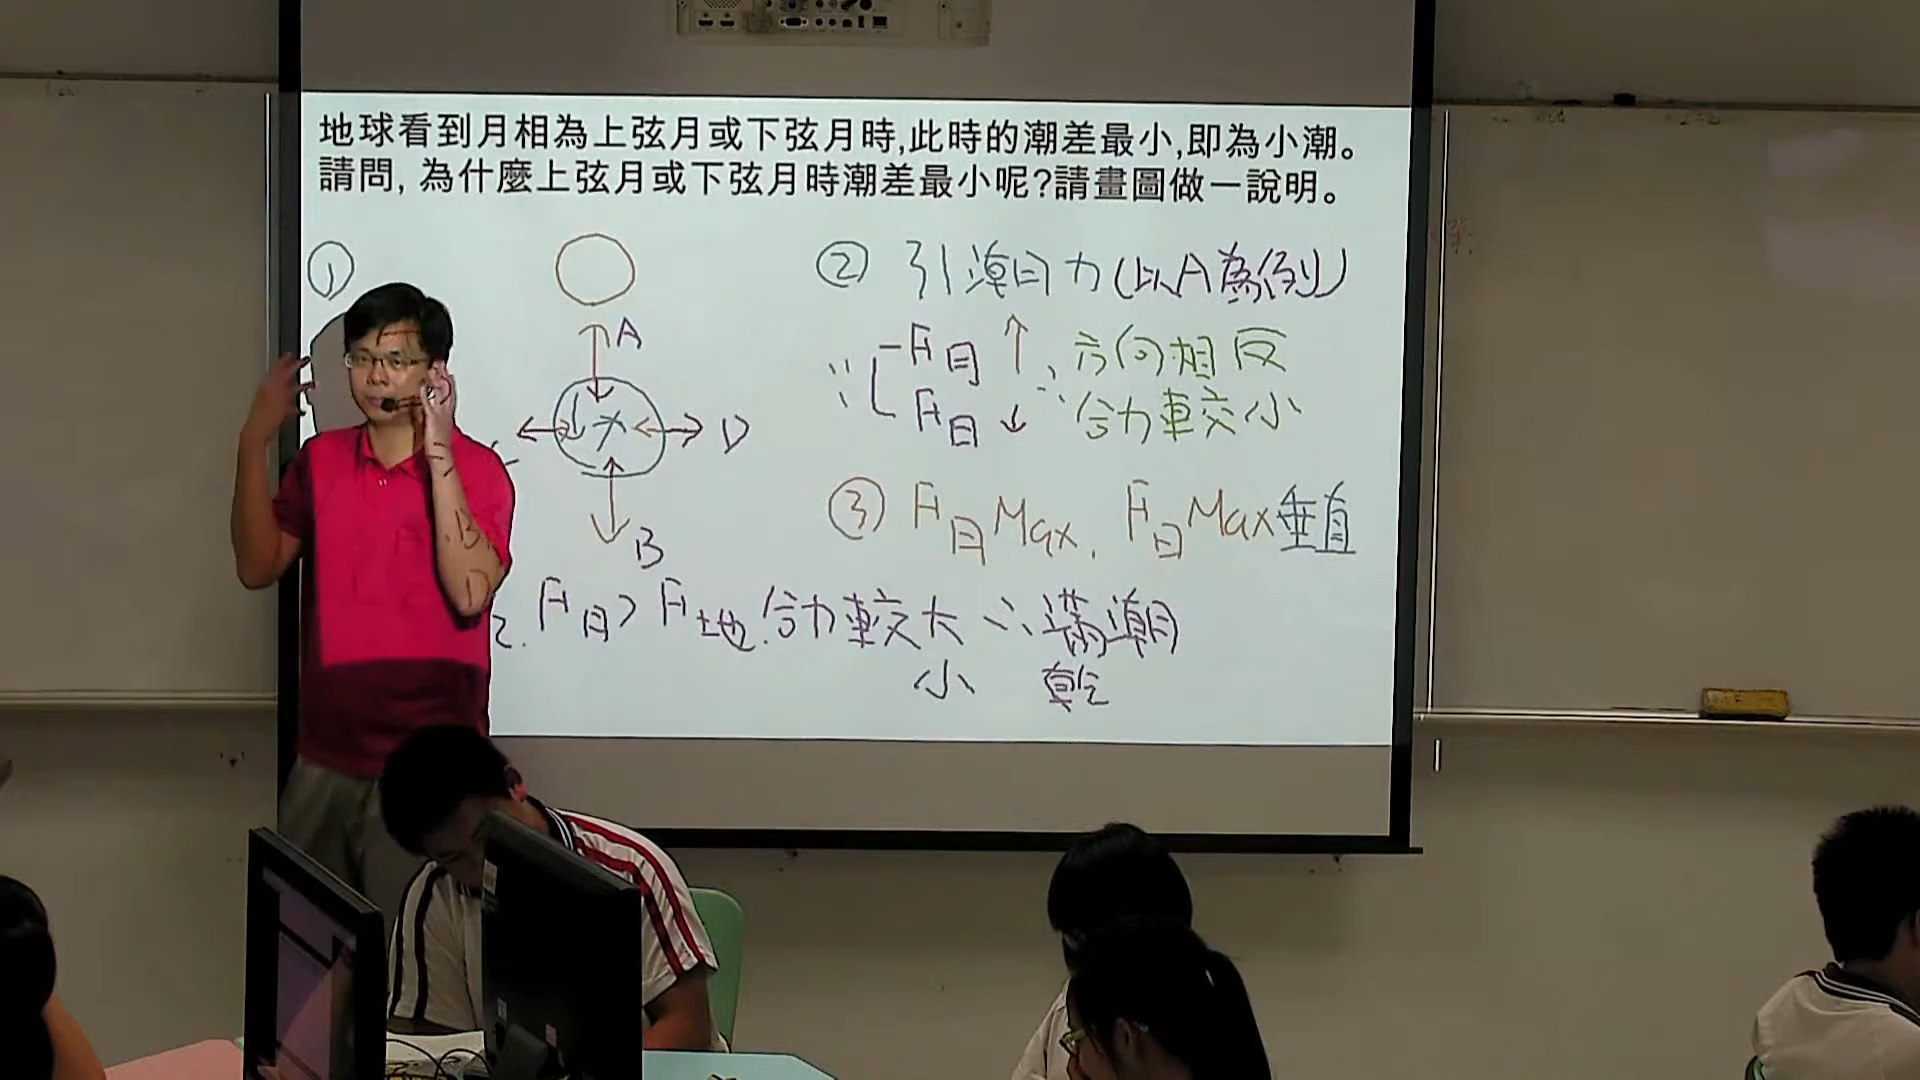 地球看到月相為上弦月或下弦月時,此時的潮差最小,即為小潮。
請問, 為什麼上弦月或下弦月時潮差最小呢?請畫圖做一說明。
①
A
D
B
② 引潮力(以A為例)
∵ F月 ↑ ∴ 方向相反
F日 ↓ ∴ 合力較小
③ F月Max. F日Max垂直
2. F月>F地.合力較大 ∴滿潮
小 乾
B.
D